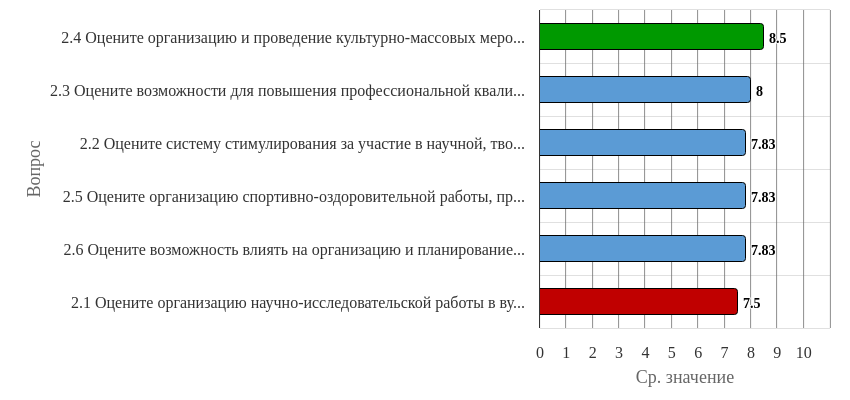 2.4 Оцените организацию и проведение культурно-массовых меро... 8.5
2.3 Оцените возможности для повышения профессиональной квали... 8
2.2 Оцените систему стимулирования за участие в научной, тво... 7.83
2.5 Оцените организацию спортивно-оздоровительной работы, пр... 7.83
2.6 Оцените возможность влиять на организацию и планирование... 7.83
2.1 Оцените организацию научно-исследовательской работы в ву... 7.5
Вопрос
0 1 2 3 4 5 6 7 8 9 10
Ср. значение